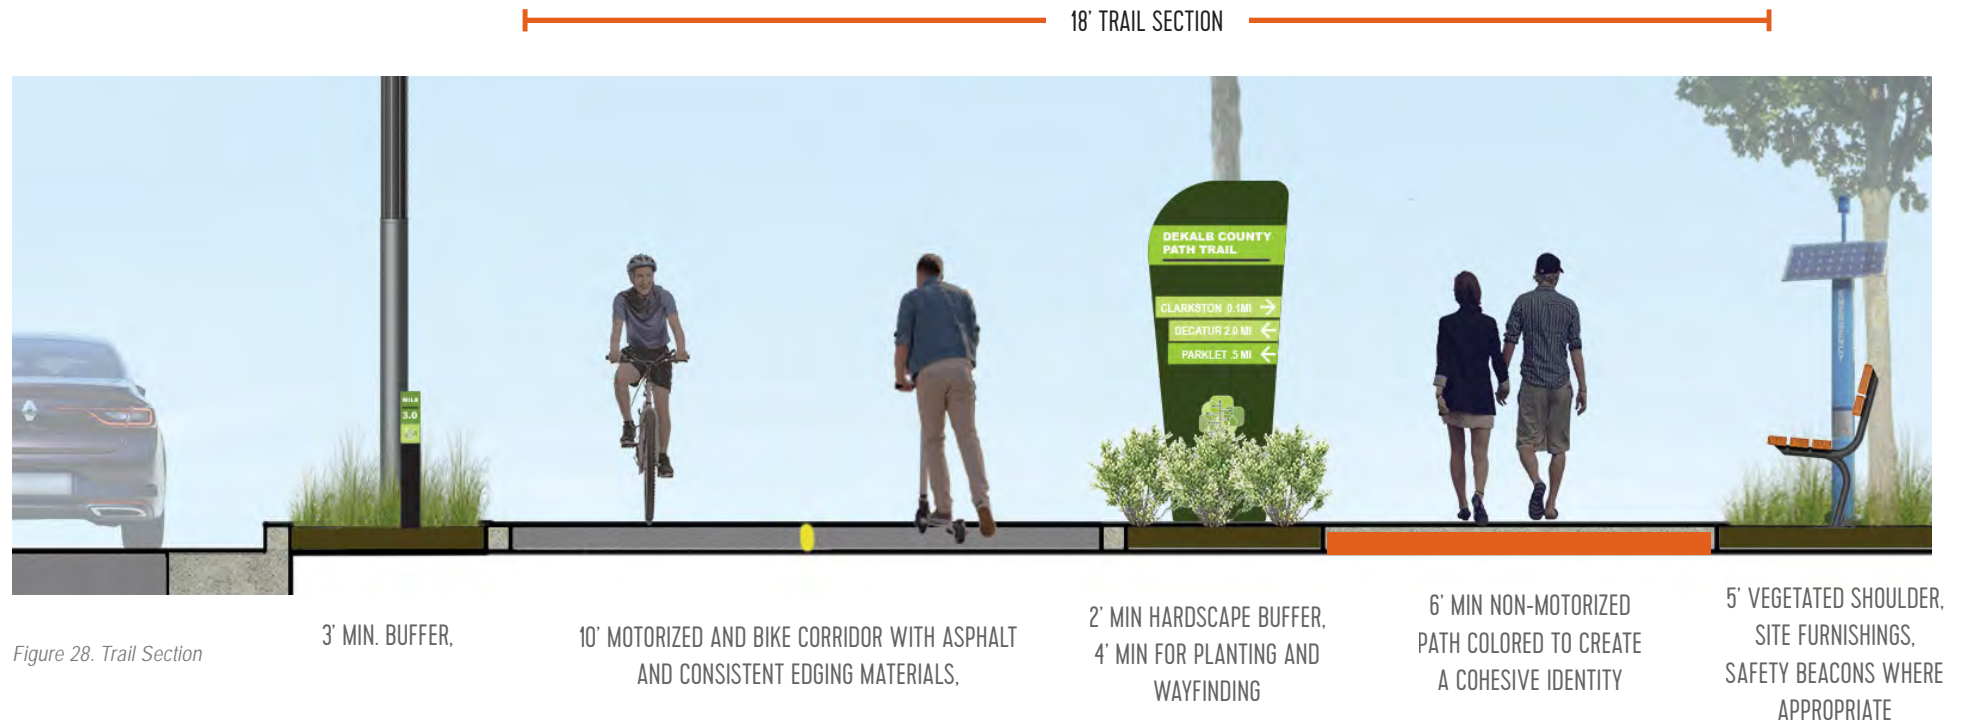 18' TRAIL SECTION
DEKALB COUNTY
PATH TRAIL
CLARKSTON 0.1MI →
DECATUR 2.0 MI ←
PARKLET .5 MI ←
MILE
3.0
3' MIN. BUFFER,
10' MOTORIZED AND BIKE CORRIDOR WITH ASPHALT
AND CONSISTENT EDGING MATERIALS,
2' MIN HARDSCAPE BUFFER,
4' MIN FOR PLANTING AND
WAYFINDING
6' MIN NON-MOTORIZED
PATH COLORED TO CREATE
A COHESIVE IDENTITY
5' VEGETATED SHOULDER,
SITE FURNISHINGS,
SAFETY BEACONS WHERE
APPROPRIATE
Figure 28. Trail Section